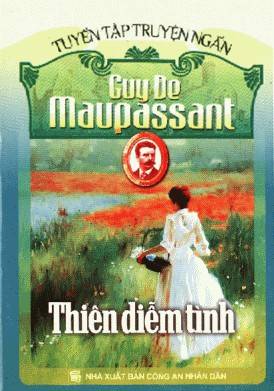 TUYỂN TẬP TRUYỆN NGẮN
Guy De
Maupassant
Thiên diễm tình
NHÀ XUẤT BẢN CÔNG AN NHÂN DÂN